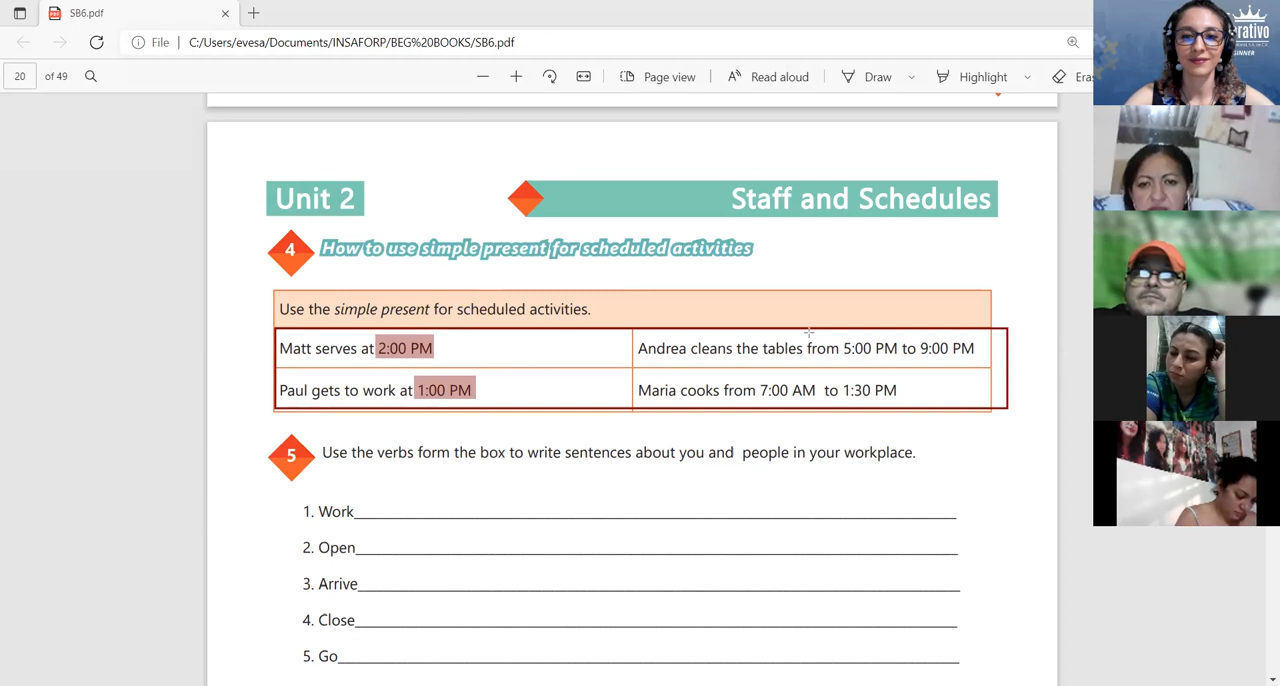 SB6.pdf
File C:/Users/evesa/Documents/INSAFORP/BEG%20BOOKS/SB6.pdf
20 of 49 Page view Read aloud Draw Highlight Eras
Unit 2 Staff and Schedules
4 How to use simple present for scheduled activities
Use the simple present for scheduled activities.
Matt serves at 2:00 PM Andrea cleans the tables from 5:00 PM to 9:00 PM
Paul gets to work at 1:00 PM Maria cooks from 7:00 AM to 1:30 PM
5 Use the verbs form the box to write sentences about you and people in your workplace.
1. Work
2. Open
3. Arrive
4. Close
5. Go
rativo